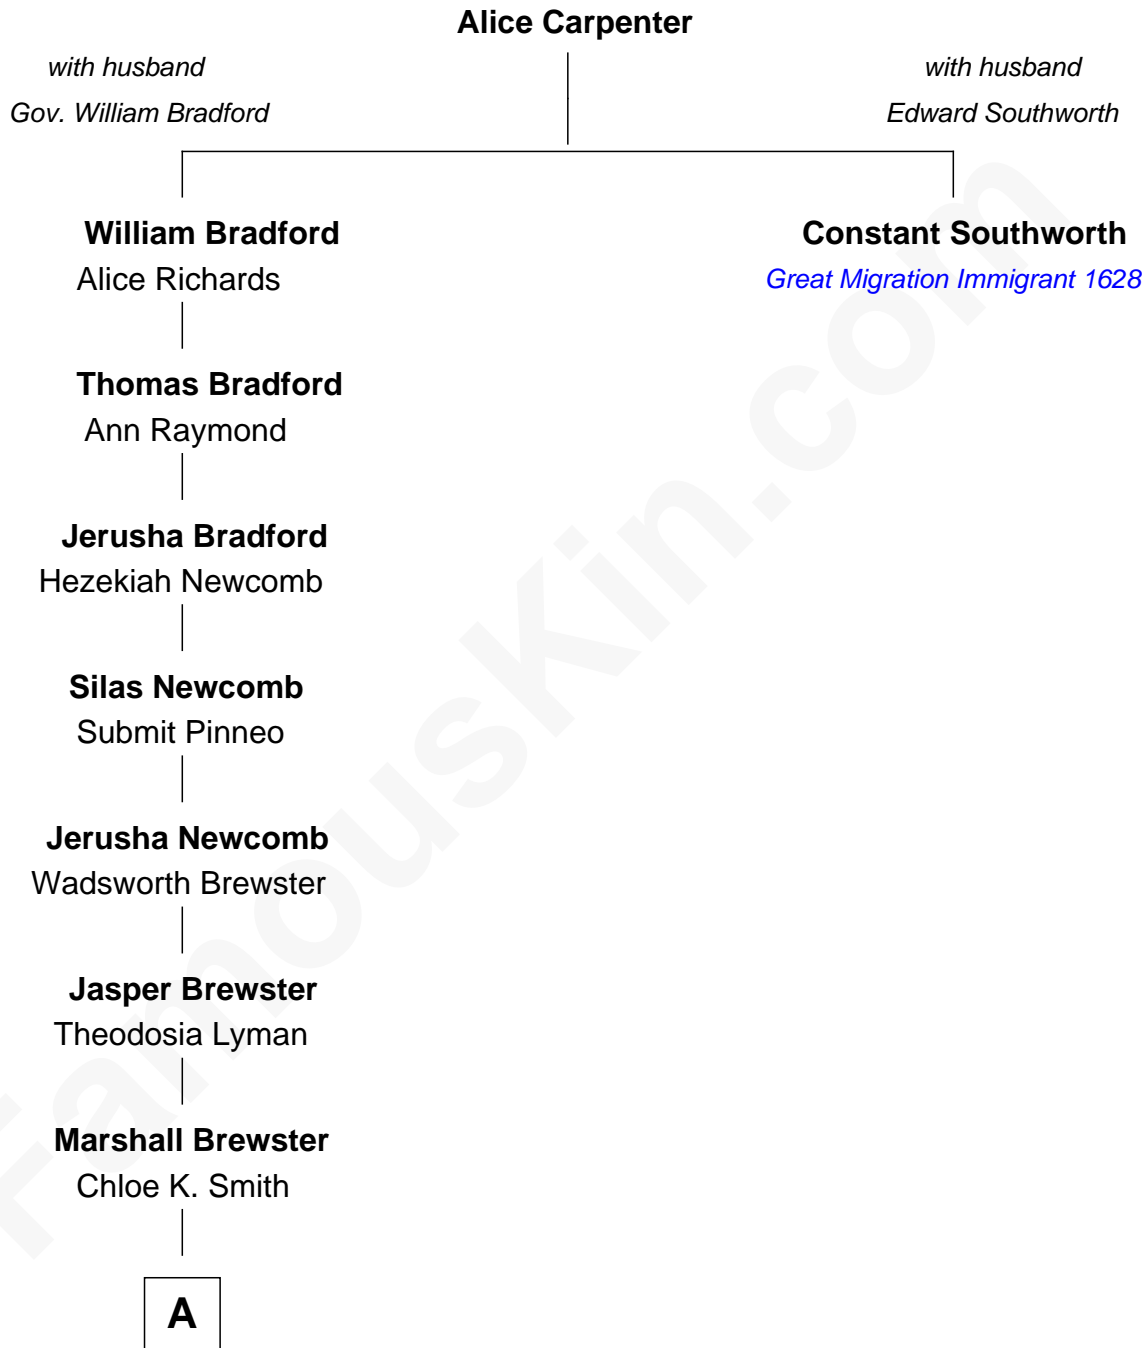 Alice Carpenter
with husband
Gov. William Bradford
with husband
Edward Southworth
William Bradford
Alice Richards
Constant Southworth
Great Migration Immigrant 1628
Thomas Bradford
Ann Raymond
Jerusha Bradford
Hezekiah Newcomb
Silas Newcomb
Submit Pinneo
Jerusha Newcomb
Wadsworth Brewster
Jasper Brewster
Theodosia Lyman
Marshall Brewster
Chloe K. Smith
A
FamousKin.com